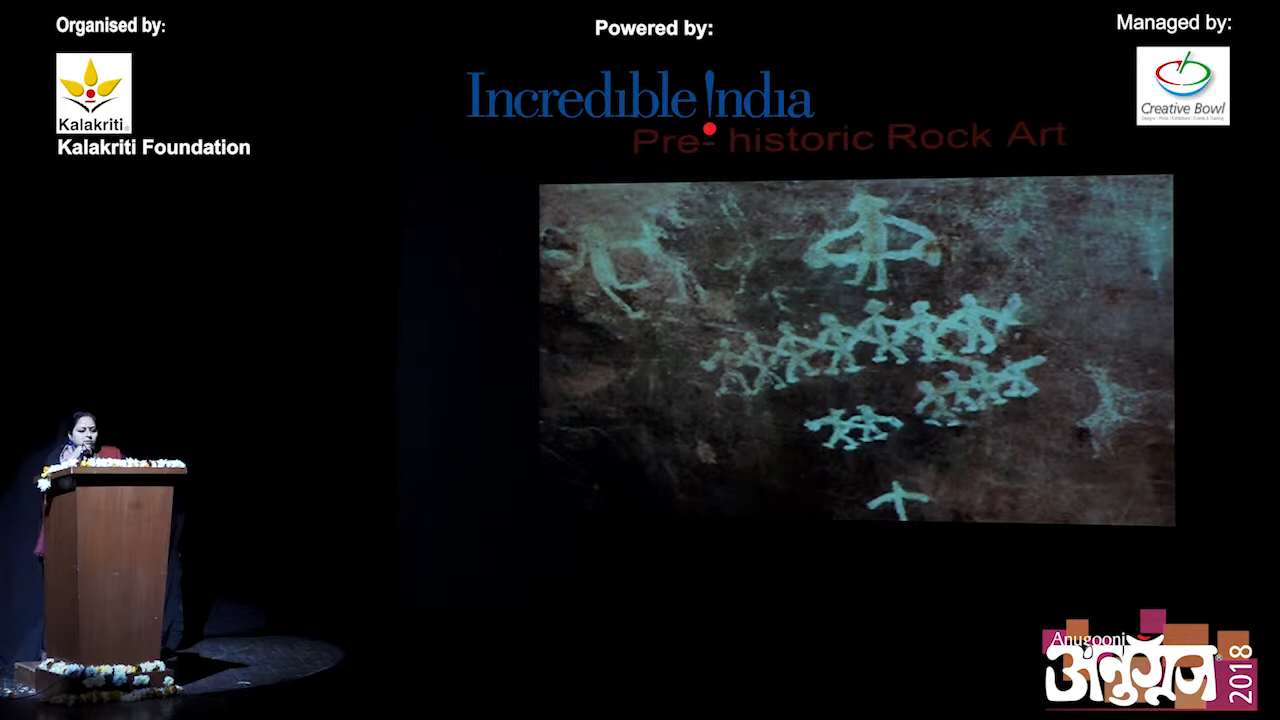 Organised by:
Kalakriti
Kalakriti Foundation
Powered by:
Incredible !ndia
Managed by:
Creative Bowl
Pre- historic Rock Art
Anugoonj
अनुगूँज
2018